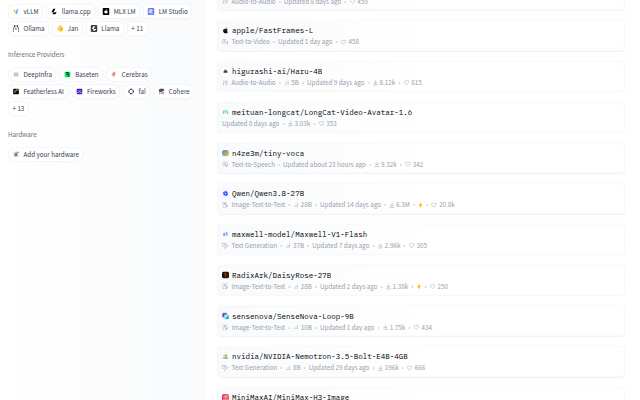 vLLM llama.cpp MLX LM LM Studio
Ollama Jan Llama + 11
Inference Providers
DeepInfra Baseten Cerebras
Featherless AI Fireworks fal Cohere
+ 13
Hardware
Add your hardware
apple/FastFrames-L
Text-to-Video • Updated 1 day ago • 458
higurashi-ai/Haru-4B
Audio-to-Audio • 5B • Updated 9 days ago • 6.12k • 615
meituan-longcat/LongCat-Video-Avatar-1.6
Updated 6 days ago • 3.03k • 353
n4ze3m/tiny-voca
Text-to-Speech • Updated about 23 hours ago • 9.32k • 342
Qwen/Qwen3.8-27B
Image-Text-to-Text • 28B • Updated 14 days ago • 6.3M • 20.8k
maxwell-model/Maxwell-V1-Flash
Text Generation • 37B • Updated 7 days ago • 2.96k • 305
RadixArk/DaisyRose-27B
Image-Text-to-Text • 28B • Updated 2 days ago • 1.39k • 250
sensenova/SenseNova-Loop-9B
Image-Text-to-Text • 10B • Updated 1 day ago • 1.75k • 434
nvidia/NVIDIA-Nemotron-3.5-Bolt-E4B-4GB
Text Generation • 8B • Updated 29 days ago • 196k • 666
MiniMaxAI/MiniMax-H3-Image